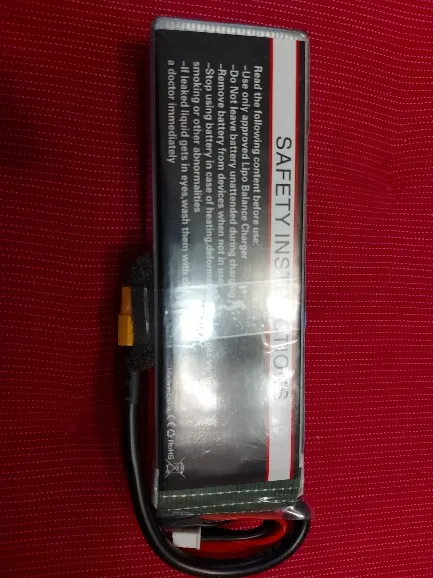 SAFETY INSTRUCTIONS
Read the following content before use:
-Use only approved Lipo Balance Charger
-Do Not leave battery unattended during charging
-Remove battery from devices when not in use
-Stop using battery in case of heating,
smoking or other abnormalities
-If leaked liquid gets in eyes,wash them with
a doctor immediately
CE RoHS